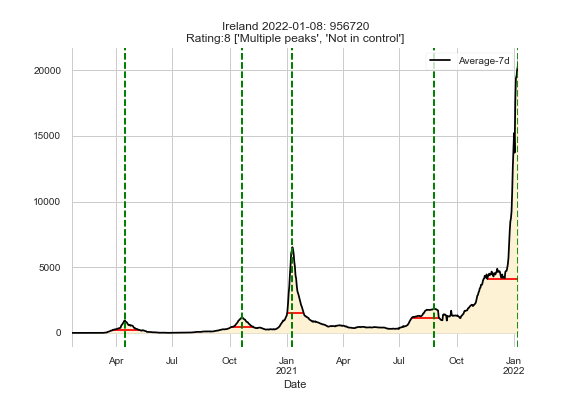 Ireland 2022-01-08: 956720
Rating:8 ['Multiple peaks', 'Not in control']
Average-7d
20000
15000
10000
5000
0
Apr
Jul
Oct
Jan
2021
Apr
Jul
Oct
Jan
2022
Date